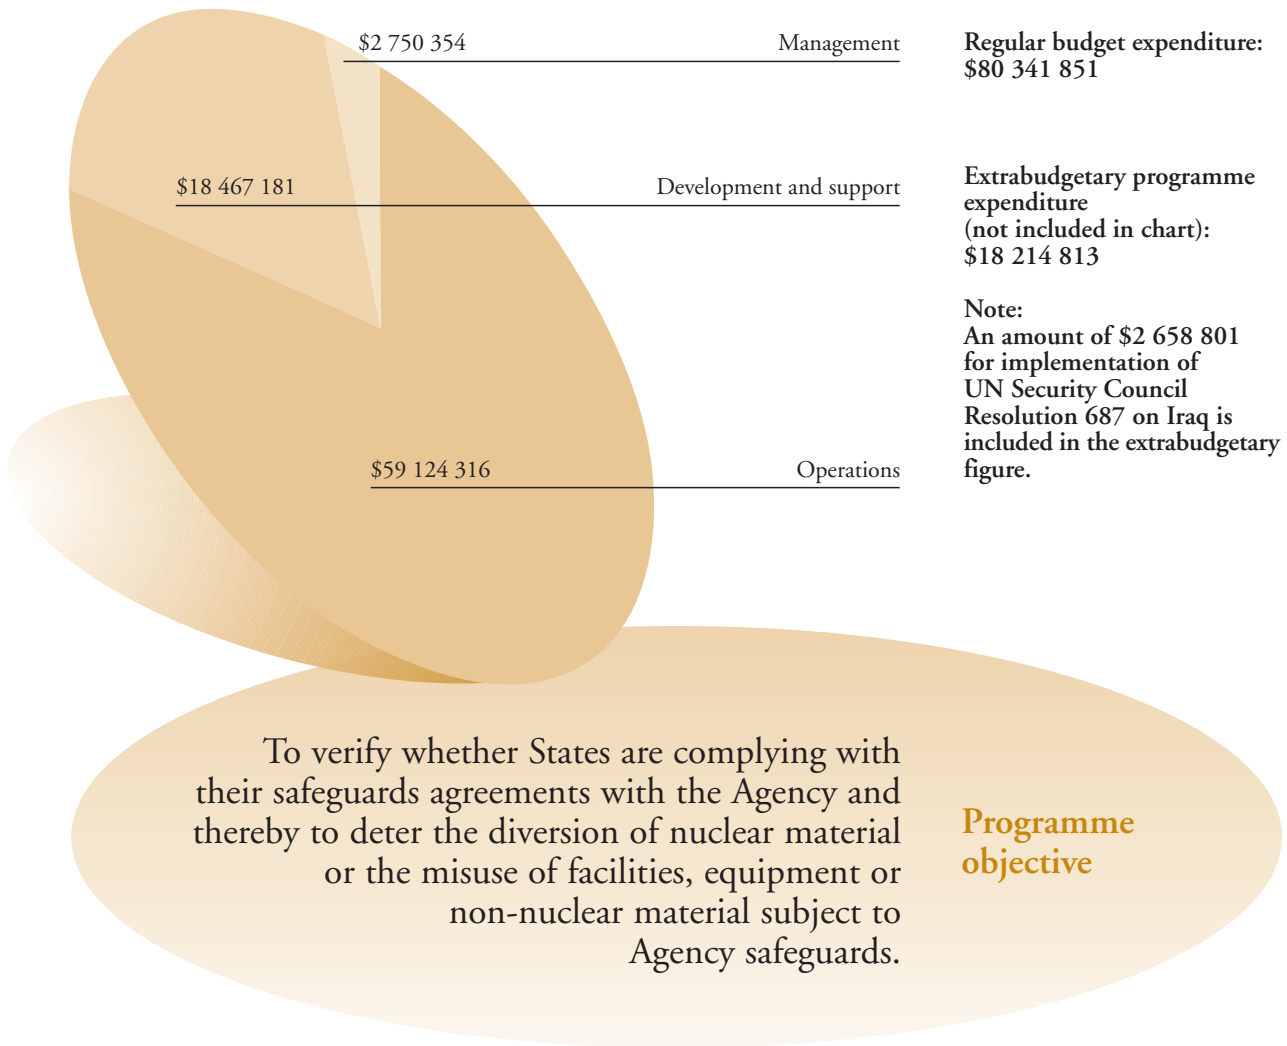 $2 750 354 Management
$18 467 181 Development and support
$59 124 316 Operations
Regular budget expenditure:
$80 341 851
Extrabudgetary programme
expenditure
(not included in chart):
$18 214 813
Note:
An amount of $2 658 801
for implementation of
UN Security Council
Resolution 687 on Iraq is
included in the extrabudgetary
figure.
To verify whether States are complying with
their safeguards agreements with the Agency and
thereby to deter the diversion of nuclear material
or the misuse of facilities, equipment or
non-nuclear material subject to
Agency safeguards.
Programme
objective